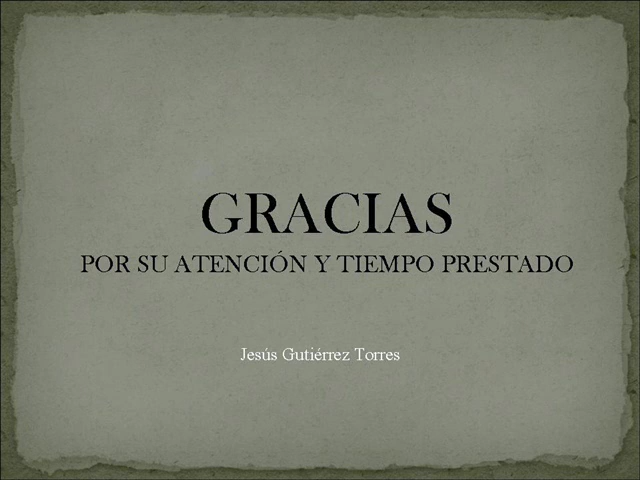 GRACIAS
POR SU ATENCIÓN Y TIEMPO PRESTADO
Jesús Gutiérrez Torres